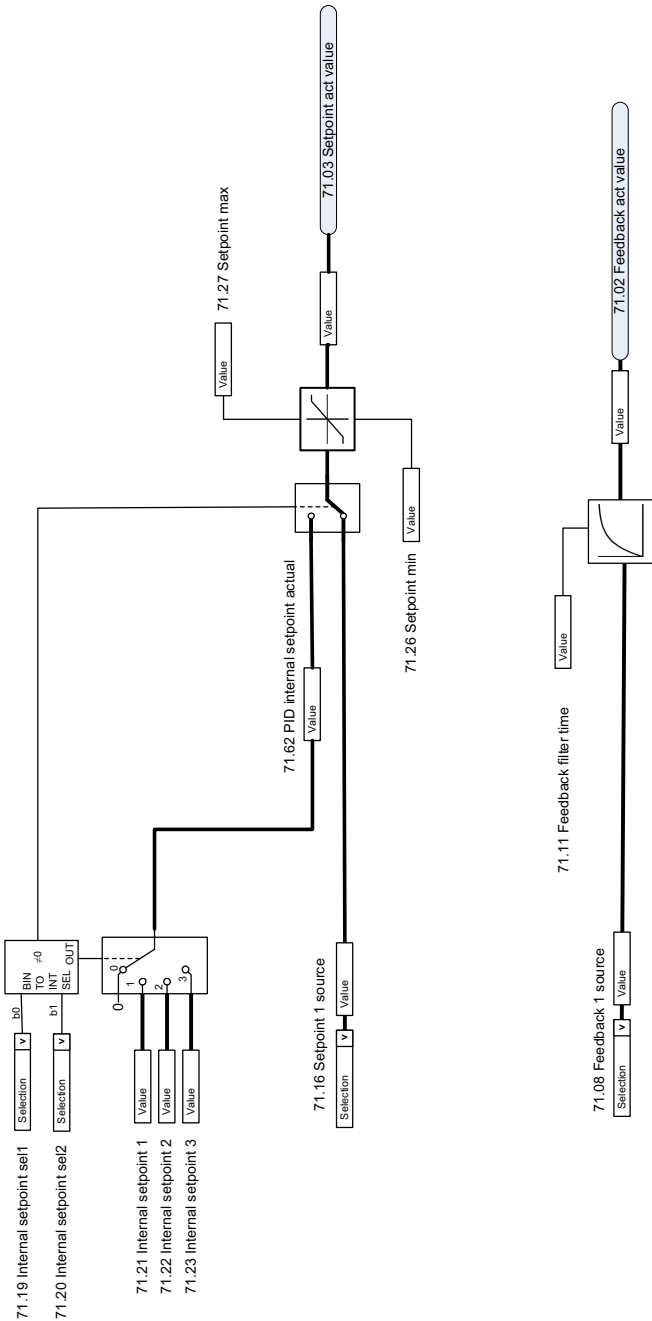 71.19 Internal setpoint sel1
Selection v
b0
71.20 Internal setpoint sel2
Selection v
b1
BIN
TO
INT
SEL
≠0
OUT
71.21 Internal setpoint 1
Value
71.22 Internal setpoint 2
Value
71.23 Internal setpoint 3
Value
0
0
1
2
3
71.62 PID internal setpoint actual
Value
71.16 Setpoint 1 source
Selection v
Value
71.27 Setpoint max
Value
71.26 Setpoint min
Value
Value
71.03 Setpoint act value
71.11 Feedback filter time
Value
71.08 Feedback 1 source
Selection v
Value
Value
71.02 Feedback act value